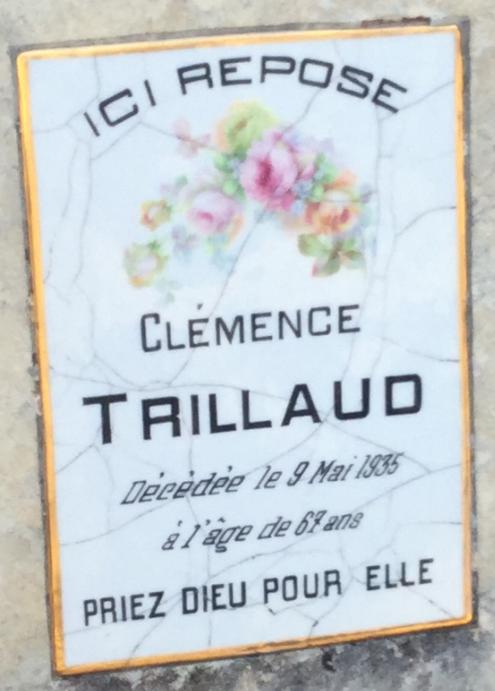 ICI REPOSE
CLÉMENCE
TRILLAUD
Décédée le 9 Mai 1935
à l'âge de 67 ans
PRIEZ DIEU POUR ELLE